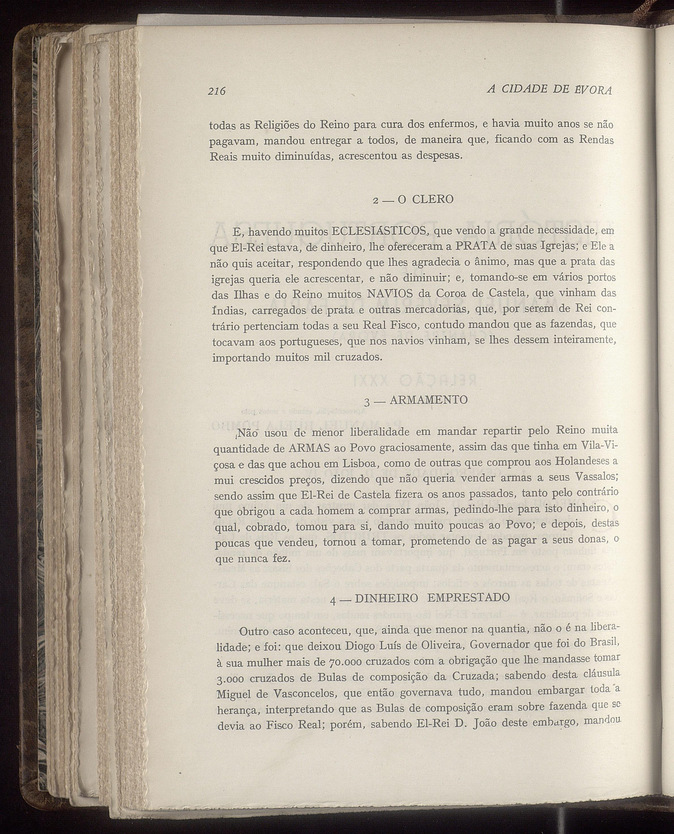 216
A CIDADE DE ÉVORA
todas as Religiões do Reino para cura dos enfermos, e havia muito anos se não
pagavam, mandou entregar a todos, de maneira que, ficando com as Rendas
Reais muito diminuídas, acrescentou as despesas.
2 — O CLERO
E, havendo muitos ECLESIÁSTICOS, que vendo a grande necessidade, em
que El-Rei estava, de dinheiro, lhe ofereceram a PRATA de suas Igrejas; e Ele a
não quis aceitar, respondendo que lhes agradecia o ânimo, mas que a prata das
igrejas queria ele acrescentar, e não diminuir; e, tomando-se em vários portos
das Ilhas e do Reino muitos NAVIOS da Coroa de Castela, que vinham das
Índias, carregados de prata e outras mercadorias, que, por serem de Rei con-
trário pertenciam todas a seu Real Fisco, contudo mandou que as fazendas, que
tocavam aos portugueses, que nos navios vinham, se lhes dessem inteiramente,
importando muitos mil cruzados.
3 — ARMAMENTO
Não usou de menor liberalidade em mandar repartir pelo Reino muita
quantidade de ARMAS ao Povo graciosamente, assim das que tinha em Vila-Vi-
çosa e das que achou em Lisboa, como de outras que comprou aos Holandeses a
mui crescidos preços, dizendo que não queria vender armas a seus Vassalos;
sendo assim que El-Rei de Castela fizera os anos passados, tanto pelo contrário
que obrigou a cada homem a comprar armas, pedindo-lhe para isto dinheiro, o
qual, cobrado, tomou para si, dando muito poucas ao Povo; e depois, destas
poucas que vendeu, tornou a tomar, prometendo de as pagar a seus donas, o
que nunca fez.
4 — DINHEIRO EMPRESTADO
Outro caso aconteceu, que, ainda que menor na quantia, não o é na libera-
lidade; e foi: que deixou Diogo Luís de Oliveira, Governador que foi do Brasil,
à sua mulher mais de 70.000 cruzados com a obrigação que lhe mandasse tomar
3.000 cruzados de Bulas de composição da Cruzada; sabendo desta cláusula
Miguel de Vasconcelos, que então governava tudo, mandou embargar toda a
herança, interpretando que as Bulas de composição eram sobre fazenda que se
devia ao Fisco Real; porém, sabendo El-Rei D. João deste embargo, mandou